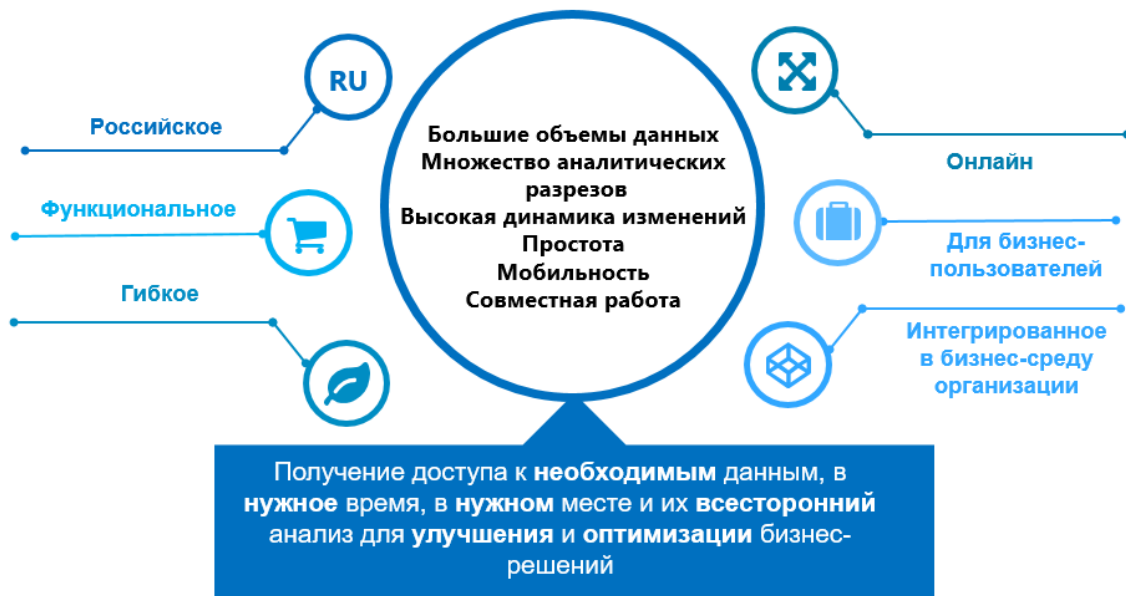 RU
Российское
Функциональное
Гибкое
Большие объемы данных
Множество аналитических
разрезов
Высокая динамика изменений
Простота
Мобильность
Совместная работа
Онлайн
Для бизнес-
пользователей
Интегрированное
в бизнес-среду
организации
Получение доступа к необходимым данным, в
нужное время, в нужном месте и их всесторонний
анализ для улучшения и оптимизации бизнес-
решений